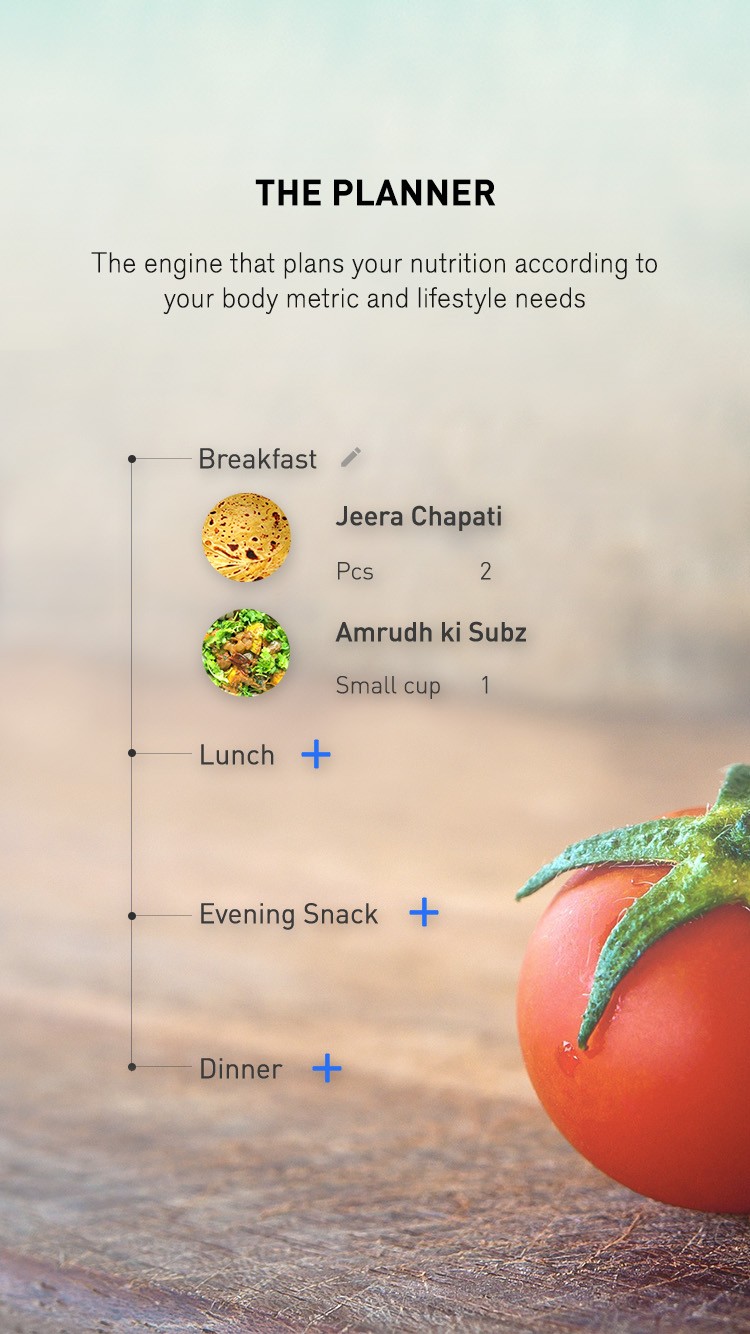 THE PLANNER
The engine that plans your nutrition according to
your body metric and lifestyle needs
Breakfast
Jeera Chapati
Pcs 2
Amrudh ki Subz
Small cup 1
Lunch
Evening Snack
Dinner